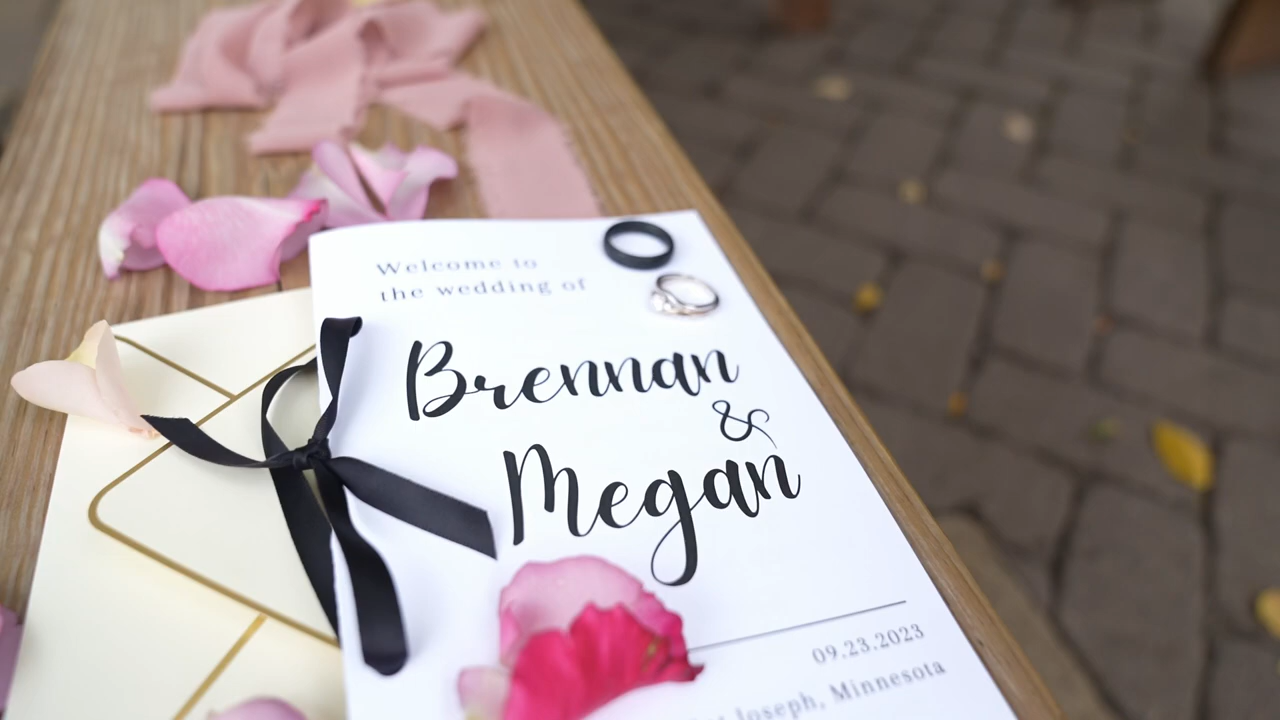 Welcome to
the wedding of
Brennan
&
Megan
09.23.2023
Joseph, Minnesota